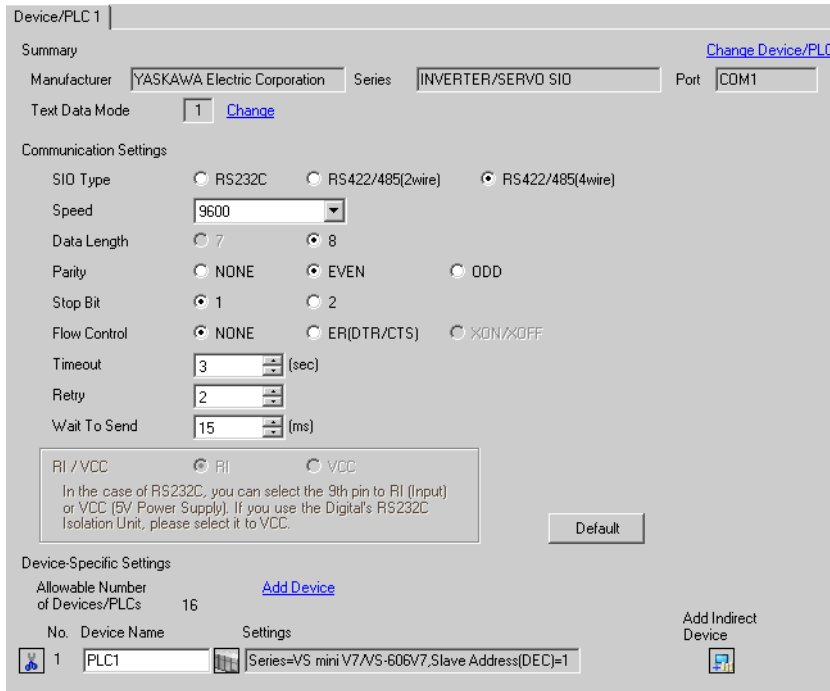 Device/PLC 1
Summary Change Device/PLC
Manufacturer YASKAWA Electric Corporation Series INVERTER/SERVO SIO Port COM1
Text Data Mode 1 Change
Communication Settings
SIO Type RS232C RS422/485(2wire) RS422/485(4wire)
Speed 9600
Data Length 7 8
Parity NONE EVEN ODD
Stop Bit 1 2
Flow Control NONE ER(DTR/CTS) XON/XOFF
Timeout 3 (sec)
Retry 2
Wait To Send 15 (ms)
RI / VCC RI VCC
In the case of RS232C, you can select the 9th pin to RI (Input)
or VCC (5V Power Supply). If you use the Digital's RS232C
Isolation Unit, please select it to VCC.
Default
Device-Specific Settings
Allowable Number Add Device
of Devices/PLCs 16
Add Indirect
No. Device Name Settings Device
1 PLC1 Series=VS mini V7/VS-606V7,Slave Address(DEC)=1